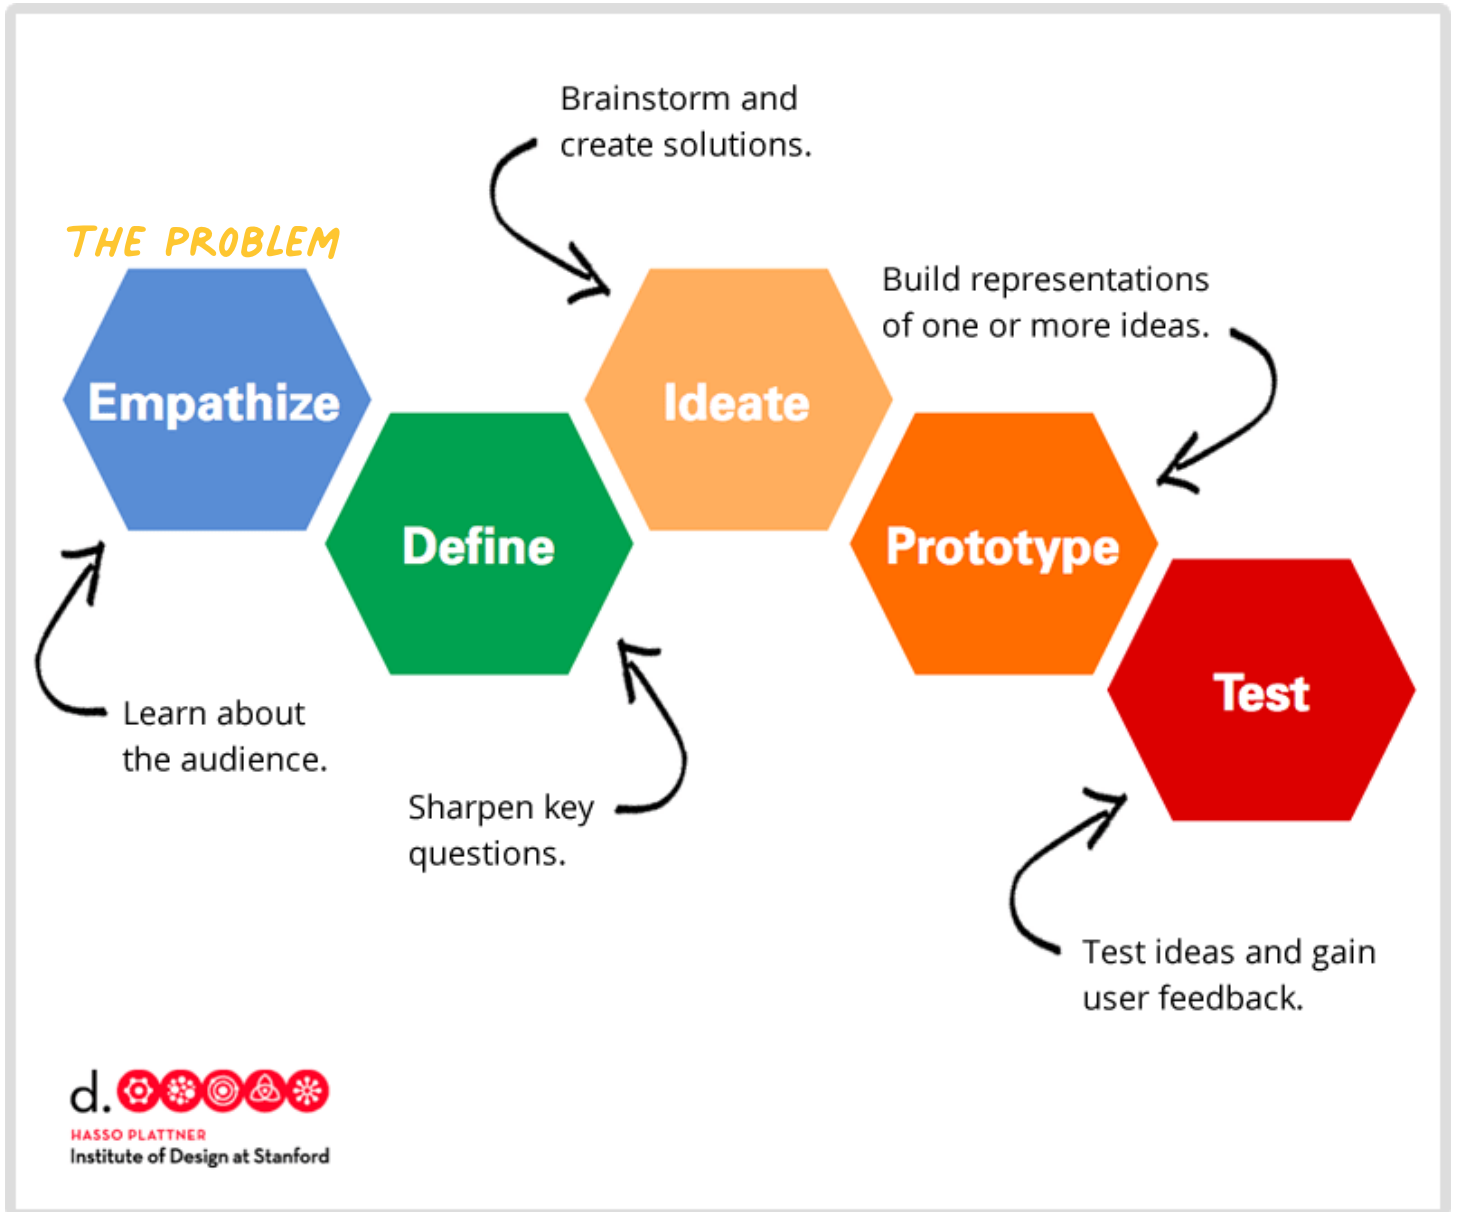 Brainstorm and
create solutions.
THE PROBLEM
Build representations
of one or more ideas.
Empathize
Ideate
Define
Prototype
Test
Learn about
the audience.
Sharpen key
questions.
Test ideas and gain
user feedback.
d.
HASSO PLATTNER
Institute of Design at Stanford